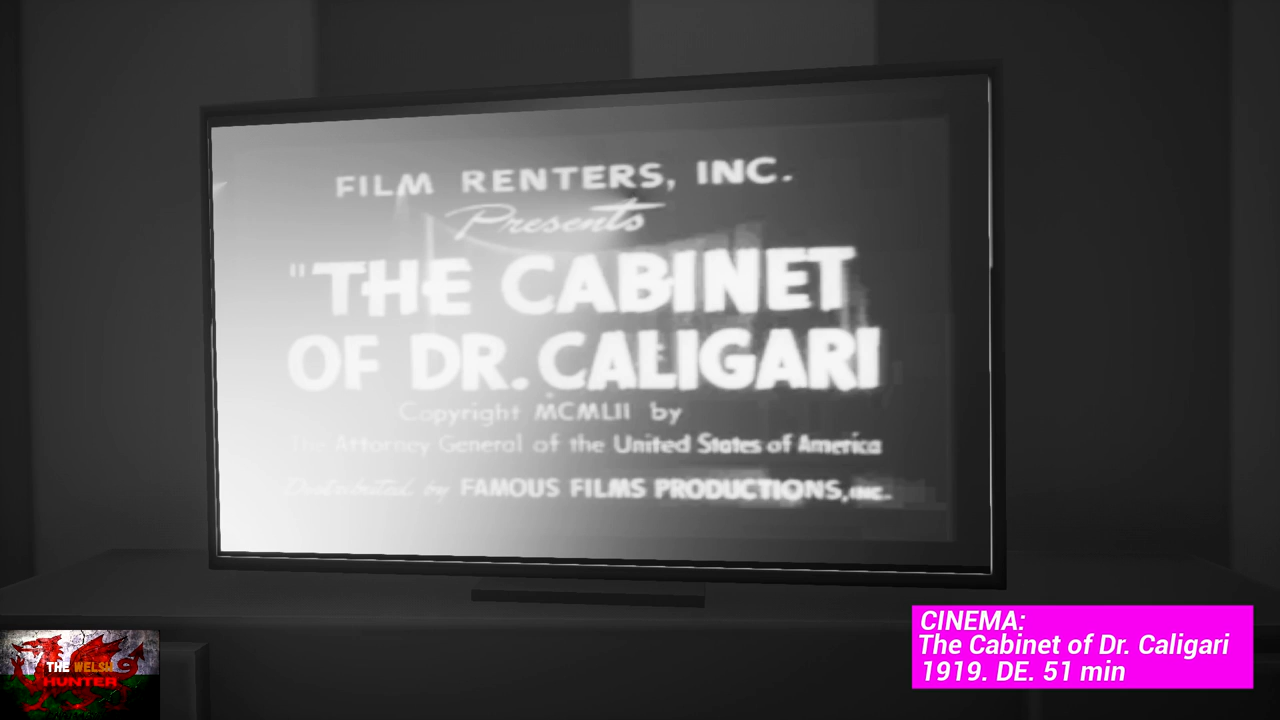 FILM RENTERS, INC.
Presents
"THE CABINET
OF DR. CALIGARI
Copyright MCMLII by
The Attorney General of the United States of America
Distributed by FAMOUS FILMS PRODUCTIONS, INC.
CINEMA:
The Cabinet of Dr. Caligari
1919. DE. 51 min
THE WELSH
HUNTER